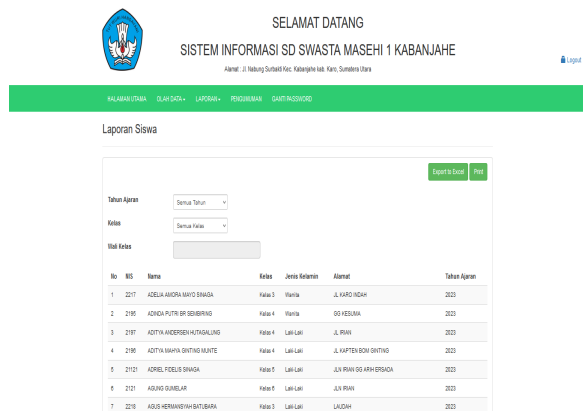 SELAMAT DATANG
SISTEM INFORMASI SD SWASTA MASEHI 1 KABANJAHE
Alamat : Jl. Nabung Surbakti Kec. Kabanjahe kab. Karo, Sumatera Utara
Logout
KALAMAN UTAMA OLAH DATA LAPORAN PENGUMUMAN GANTI PASSWORD
Laporan Siswa
Export to Excel Print
Tahun Ajaran Semua Tahun
Kelas Semua Kelas
Wali Kelas
No NIS Nama Kelas Jenis Kelamin Alamat Tahun Ajaran
1 2217 ADELIA AMORA MAYO SINAGA Kelas 3 Wanita JL KARO INDAH 2023
2 2195 ADINDA PUTRI BR SEMBIRING Kelas 4 Wanita GG KESUMA 2023
3 2197 ADITYA ANDERSEN HUTAGALUNG Kelas 4 Laki-Laki JL IRIAN 2023
4 2196 ADITYA MAHYA GINTING MUNTE Kelas 4 Laki-Laki JL KAPTEN BOM GINTING 2023
5 21121 ADRIEL FIDELIS SINAGA Kelas 5 Laki-Laki JLN IRIAN GG ARIH ERSADA 2023
6 2121 AGUNG GUMELAR Kelas 6 Laki-Laki JLN IRIAN 2023
7 2218 AGUS HERMANSYAH BATUBARA Kelas 3 Laki-Laki LAUDAH 2023